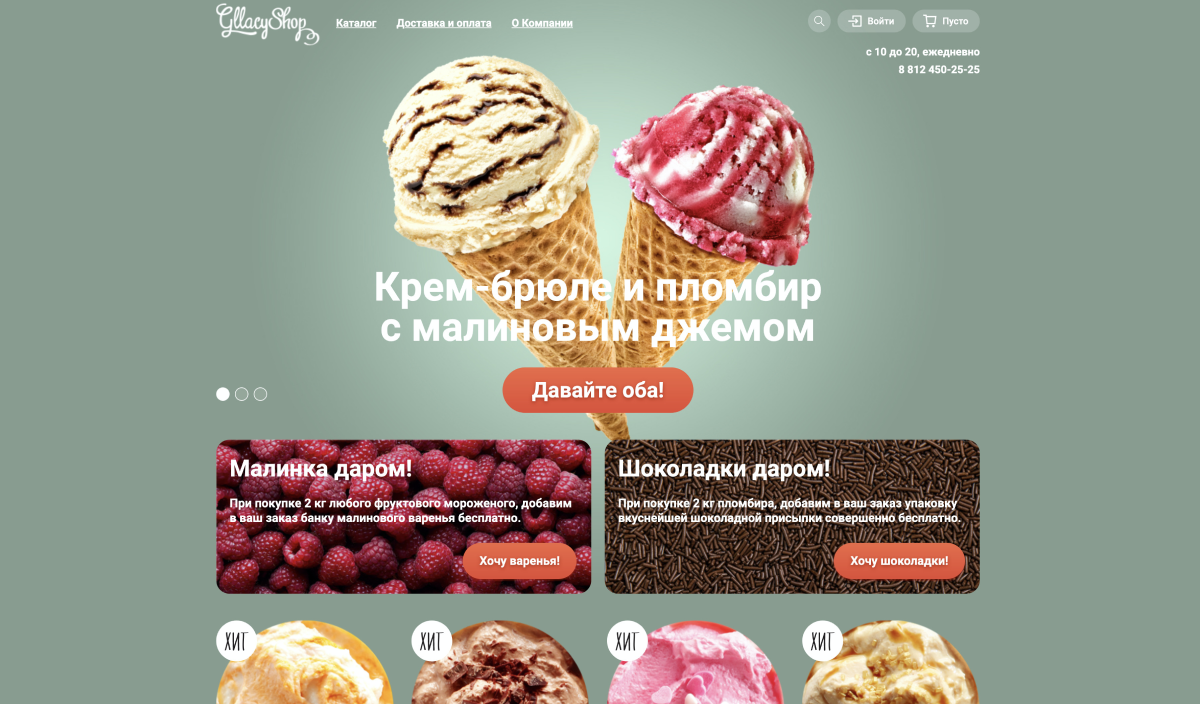 Gllacy Shop
Каталог
Доставка и оплата
О Компании
Войти
Пусто
с 10 до 20, ежедневно
8 812 450-25-25
Крем-брюле и пломбир
с малиновым джемом
Давайте оба!
Малинка даром!
При покупке 2 кг любого фруктового мороженого, добавим
в ваш заказ банку малинового варенья бесплатно.
Хочу варенья!
Шоколадки даром!
При покупке 2 кг пломбира, добавим в ваш заказ упаковку
вкуснейшей шоколадной присыпки совершенно бесплатно.
Хочу шоколадки!
ХИТ
ХИТ
ХИТ
ХИТ